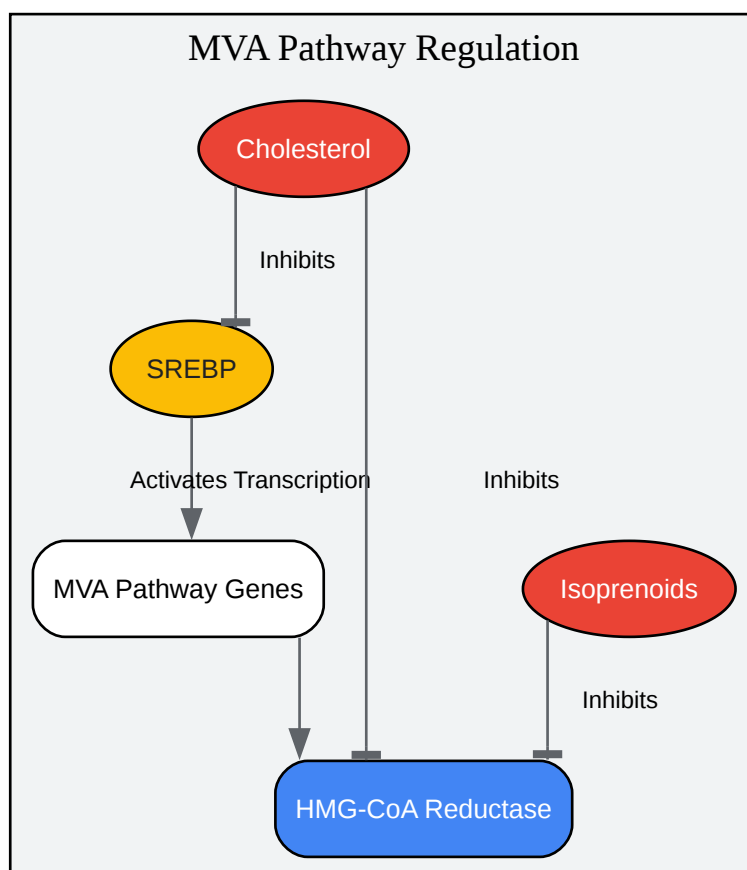 MVA Pathway Regulation
Cholesterol
Inhibits
SREBP
Activates Transcription
Inhibits
MVA Pathway Genes
Isoprenoids
Inhibits
HMG-CoA Reductase